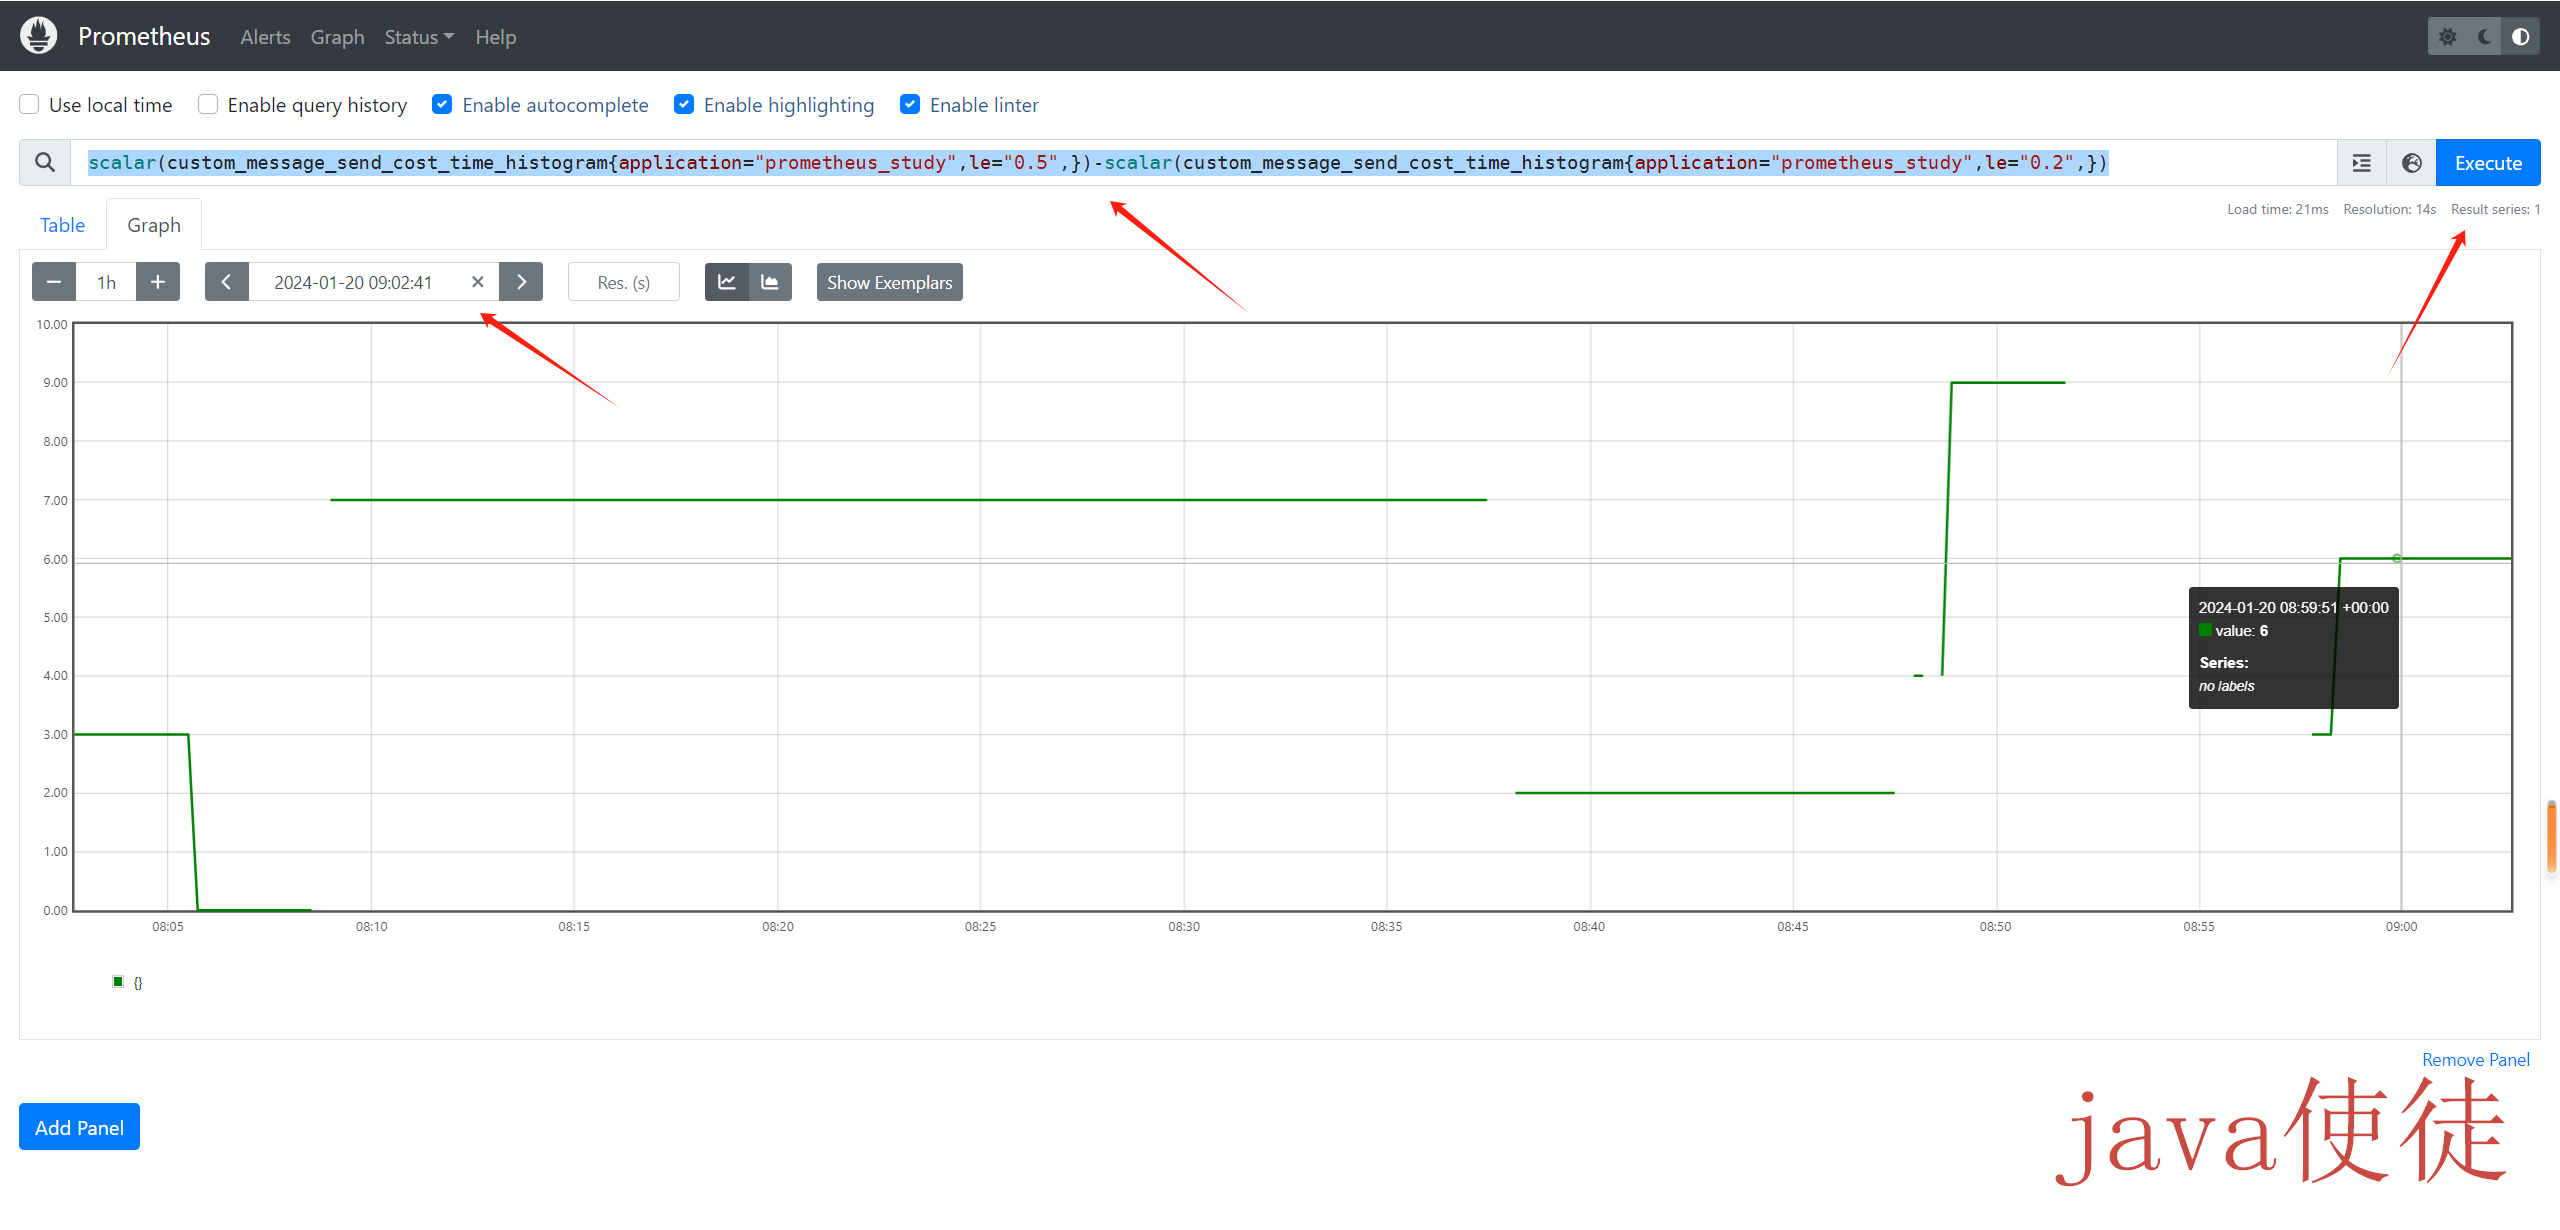 Prometheus Alerts Graph Status Help
Use local time Enable query history Enable autocomplete Enable highlighting Enable linter
scalar(custom_message_send_cost_time_histogram{application="prometheus_study",le="0.5",})-scalar(custom_message_send_cost_time_histogram{application="prometheus_study",le="0.2",})
Execute
Load time: 21ms Resolution: 14s Result series: 1
Table Graph
1h 2024-01-20 09:02:41 Res. (s) Show Exemplars
10.00
9.00
8.00
7.00
6.00
5.00
4.00
3.00
2.00
1.00
0.00
2024-01-20 08:59:51 +00:00
value: 6
Series:
no labels
08:05 08:10 08:15 08:20 08:25 08:30 08:35 08:40 08:45 08:50 08:55 09:00
{}
Remove Panel
Add Panel
java使徒